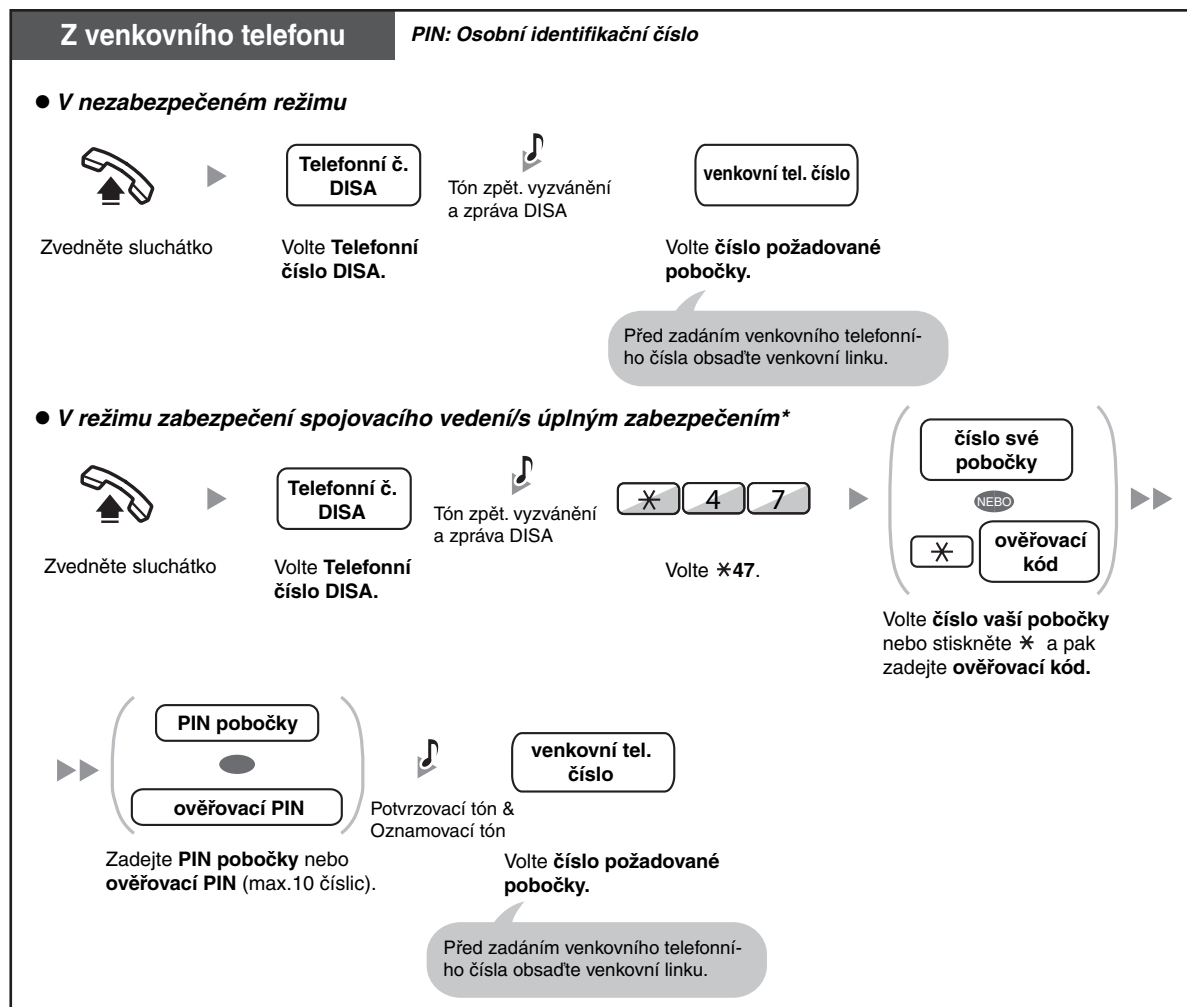 Z venkovního telefonu
PIN: Osobní identifikační číslo
● V nezabezpečeném režimu
Telefonní č.
DISA
Tón zpět. vyzvánění
a zpráva DISA
venkovní tel. číslo
Zvedněte sluchátko
Volte Telefonní
číslo DISA.
Volte číslo požadované
pobočky.
Před zadáním venkovního telefonní-
ho čísla obsaďte venkovní linku.
● V režimu zabezpečení spojovacího vedení/s úplným zabezpečením*
Telefonní č.
DISA
Tón zpět. vyzvánění
a zpráva DISA
* 4 7
číslo své
pobočky
NEBO
* ověřovací
kód
Zvedněte sluchátko
Volte Telefonní
číslo DISA.
Volte *47.
Volte číslo vaší pobočky
nebo stiskněte * a pak
zadejte ověřovací kód.
PIN pobočky
ověřovací PIN
Potvrzovací tón &
Oznamovací tón
venkovní tel.
číslo
Zadejte PIN pobočky nebo
ověřovací PIN (max.10 číslic).
Volte číslo požadované
pobočky.
Před zadáním venkovního telefonní-
ho čísla obsaďte venkovní linku.